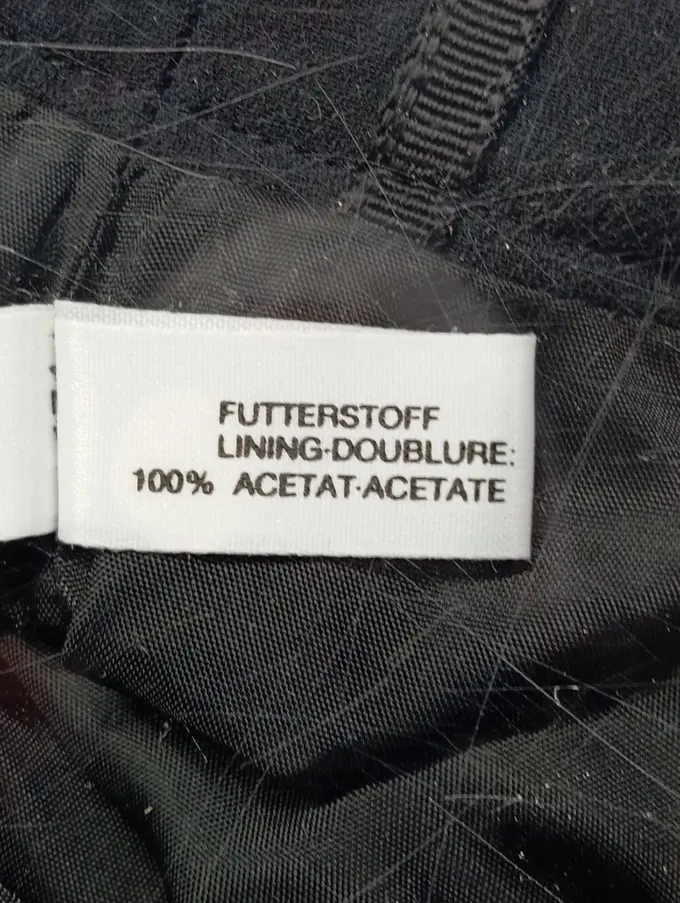 FUTTERSTOFF
LINING·DOUBLURE:
100% ACETAT·ACETATE